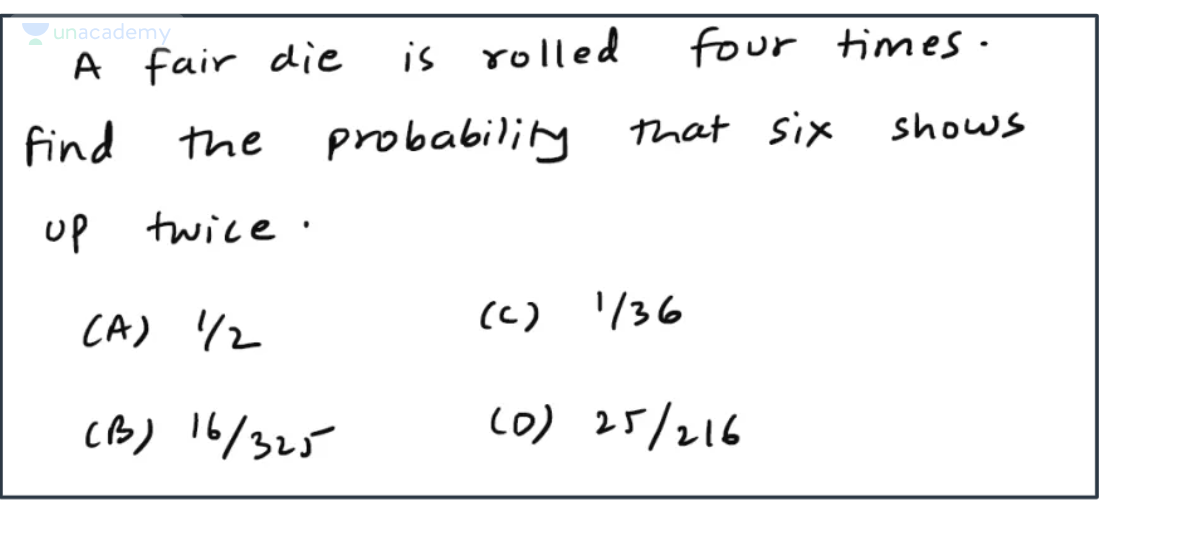 unacademy
A fair die is rolled four times.
find the probability that six shows
up twice.
(A) 1/2 (C) 1/36
(B) 16/325 (D) 25/216